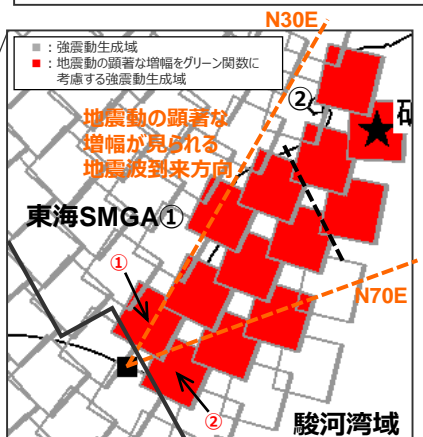 N30E
■ : 強震動生成域
■ : 地震動の顕著な増幅をグリーン関数に
考慮する強震動生成域
②
地震動の顕著な
増幅が見られる
地震波到来方向
東海SMGA①
①
N70E
②
駿河湾域